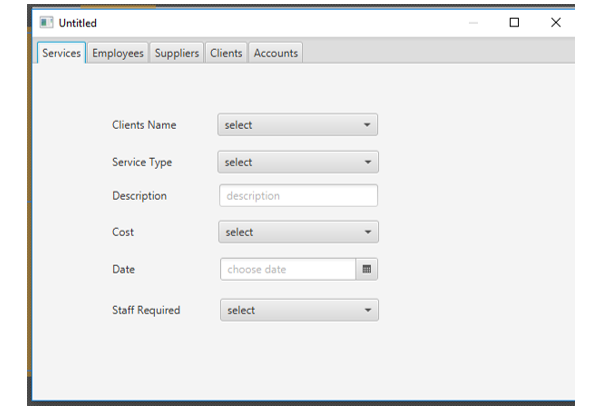 Untitled
Services Employees Suppliers Clients Accounts
Clients Name select
Service Type select
Description description
Cost select
Date choose date
Staff Required select